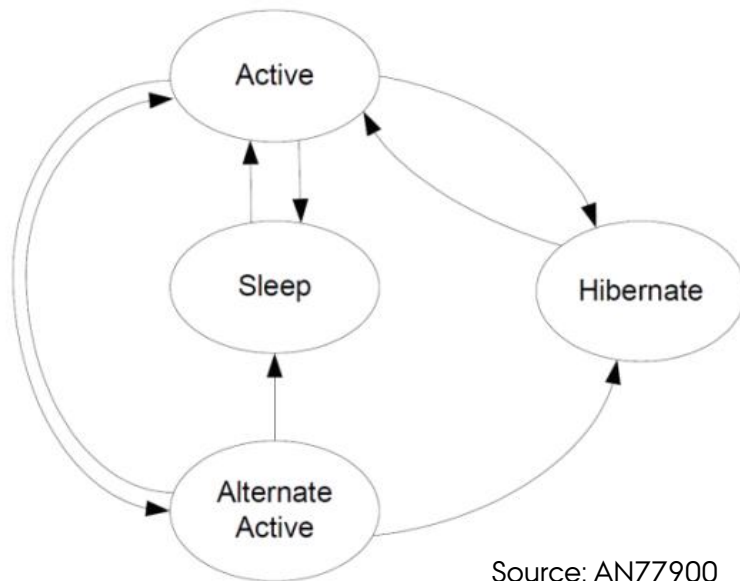 Active
Sleep
Hibernate
Alternate
Active
Source: AN77900